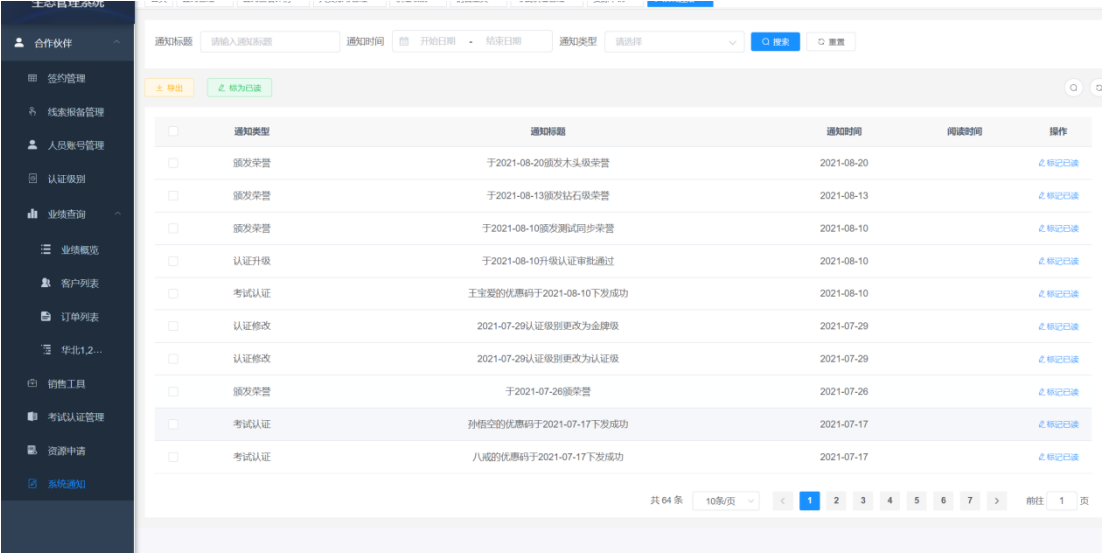 生态管理系统
合作伙伴
签约管理
线索报备管理
人员账号管理
认证级别
业绩查询
业绩概览
客户列表
订单列表
华北1,2...
销售工具
考试认证管理
资源申请
系统通知
通知标题 请输入通知标题 通知时间 开始日期 - 结束日期 通知类型 请选择 搜索 重置
导出 标为已读
通知类型 通知标题 通知时间 阅读时间 操作
颁发荣誉 于2021-08-20颁发木头级荣誉 2021-08-20 标记已读
颁发荣誉 于2021-08-13颁发钻石级荣誉 2021-08-13 标记已读
颁发荣誉 于2021-08-10颁发测试同步荣誉 2021-08-10 标记已读
认证升级 于2021-08-10升级认证审批通过 2021-08-10 标记已读
考试认证 王宝爱的优惠码于2021-08-10下发成功 2021-08-10 标记已读
认证修改 2021-07-29认证级别更改为金牌级 2021-07-29 标记已读
认证修改 2021-07-29认证级别更改为认证级 2021-07-29 标记已读
颁发荣誉 于2021-07-26颁荣誉 2021-07-26 标记已读
考试认证 孙悟空的优惠码于2021-07-17下发成功 2021-07-17 标记已读
考试认证 八戒的优惠码于2021-07-17下发成功 2021-07-17 标记已读
共 64 条 10条/页 < 1 2 3 4 5 6 7 > 前往 1 页